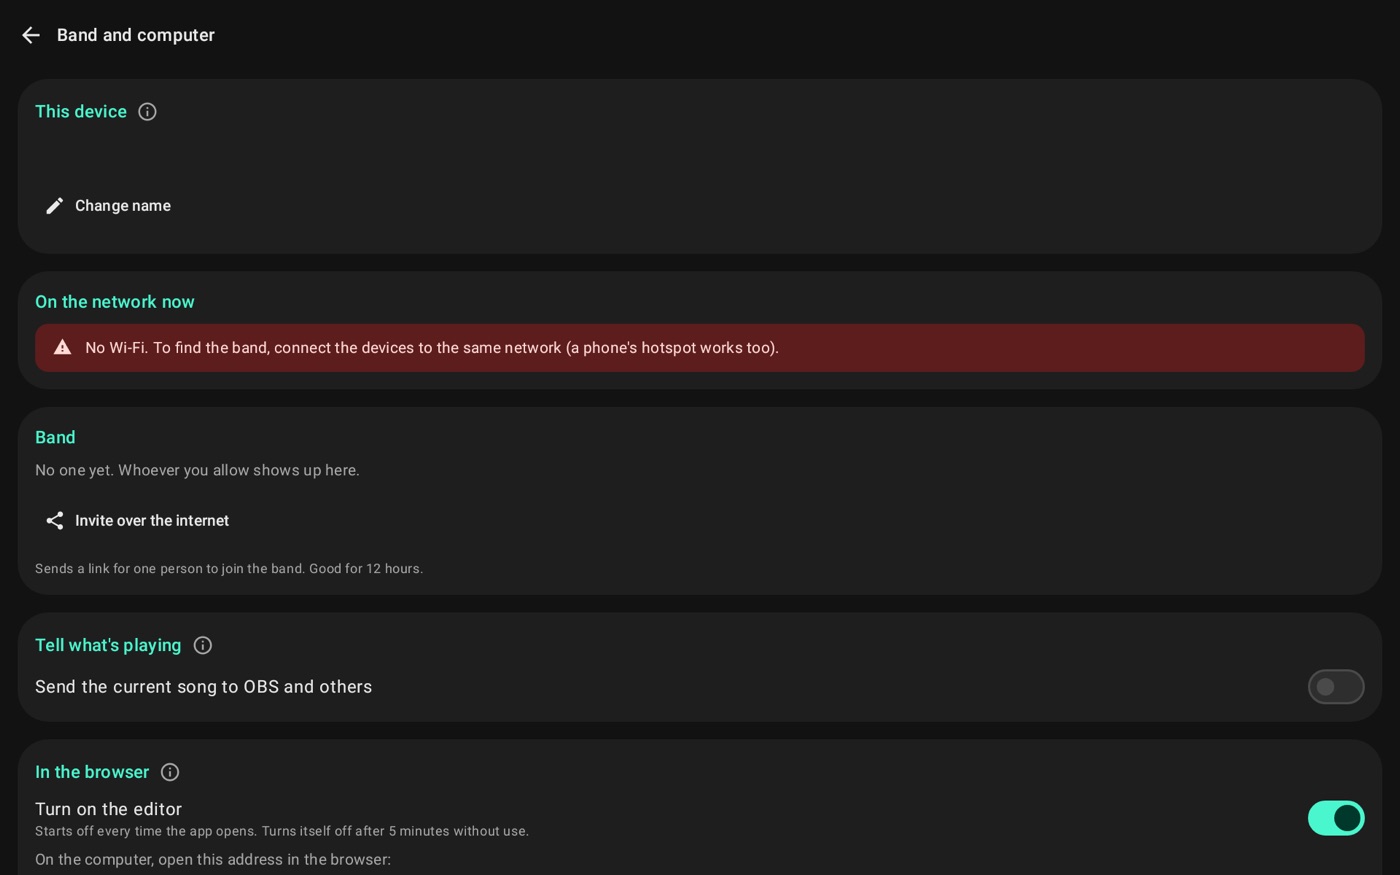 Band and computer
This device
Change name
On the network now
No Wi-Fi. To find the band, connect the devices to the same network (a phone's hotspot works too).
Band
No one yet. Whoever you allow shows up here.
Invite over the internet
Sends a link for one person to join the band. Good for 12 hours.
Tell what's playing
Send the current song to OBS and others
In the browser
Turn on the editor
Starts off every time the app opens. Turns itself off after 5 minutes without use.
On the computer, open this address in the browser: